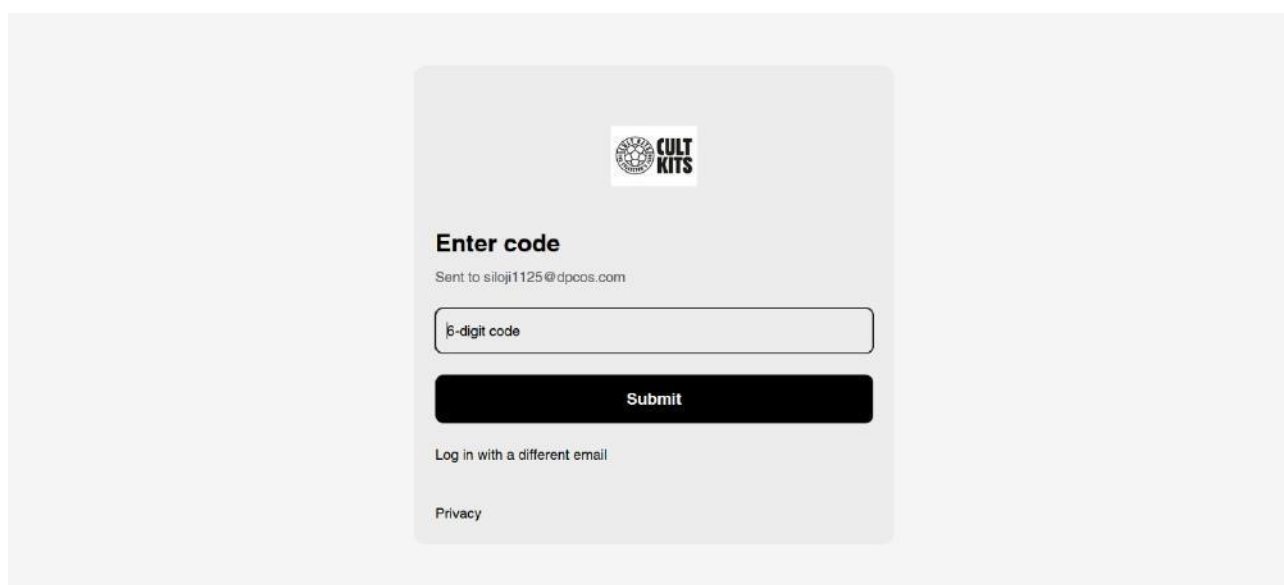 CULT
KITS
Enter code
Sent to siloji1125@dpcos.com
6-digit code
Submit
Log in with a different email
Privacy